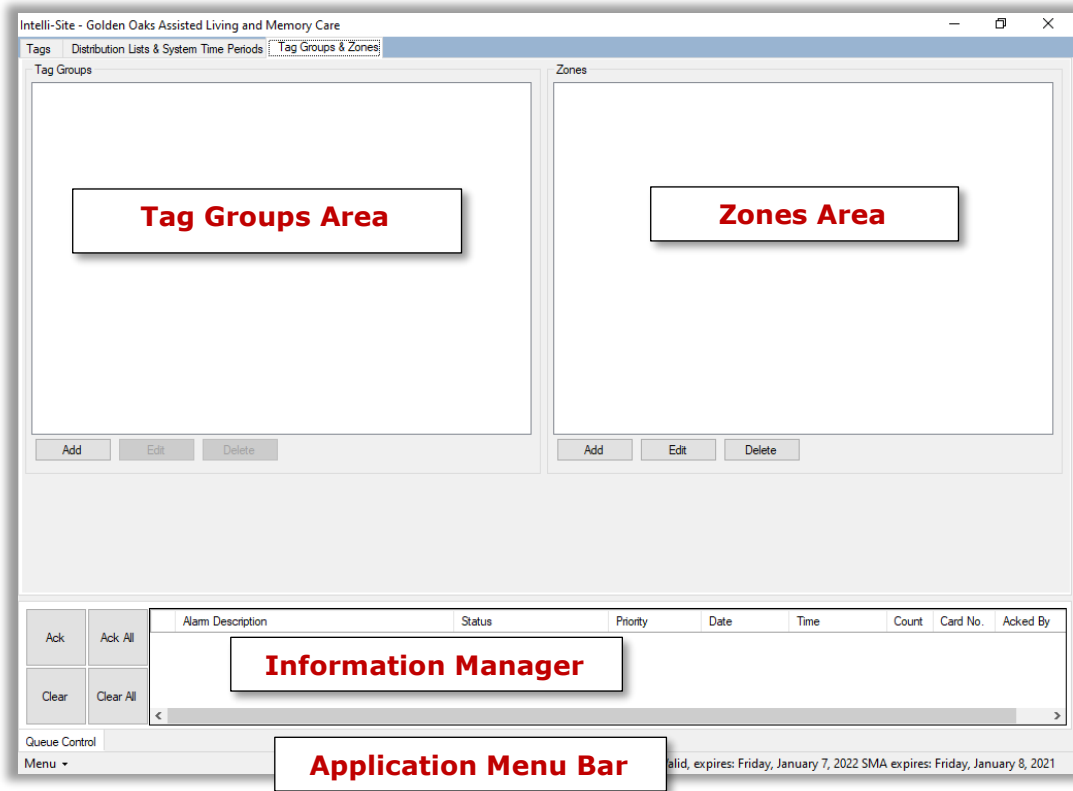 Intelli-Site - Golden Oaks Assisted Living and Memory Care
Tags Distribution Lists & System Time Periods Tag Groups & Zones
Tag Groups Zones
Tag Groups Area Zones Area
Add Edit Delete Add Edit Delete
Alarm Description Status Priority Date Time Count Card No. Acked By
Ack Ack All
Information Manager
Clear Clear All
Queue Control
Menu Application Menu Bar expires: Friday, January 7, 2022 SMA expires: Friday, January 8, 2021